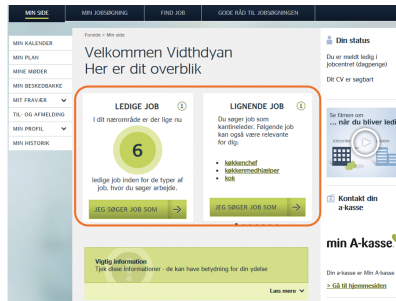 MIN SIDE
MIN JOBSØGNING
FIND JOB
GODE RÅD TIL JOBSØGNINGEN
MIN KALENDER
MIN PLAN
MINE MØDER
MIN BESKEDBAKKE
MIT FRAVÆR
TIL- OG AFMELDING
MIN PROFIL
MIN HISTORIK
Forside > Min side
Velkommen Vidthdyan
Her er dit overblik
LEDIGE JOB
I dit nærområde er der lige nu
6
ledige job inden for de typer af
job, hvor du søger arbejde.
JEG SØGER JOB SOM
LIGNENDE JOB
Du søger job som
kantineleder. Følgende job
kan også være relevante
for dig:
køkkenchef
køkkenmedhjælper
kok
JEG SØGER JOB SOM
Vigtig information
Tjek disse informationer - de kan have betydning for din ydelse
Læs mere
Din status
Du er meldt ledig i
jobcentret (dagpenge)
Dit CV er søgbart
Se filmen om
... når du bliver ledi
Kontakt din
a-kasse
min A-kasse
Din a-kasse er Min A-kasse
> Gå til hjemmesiden